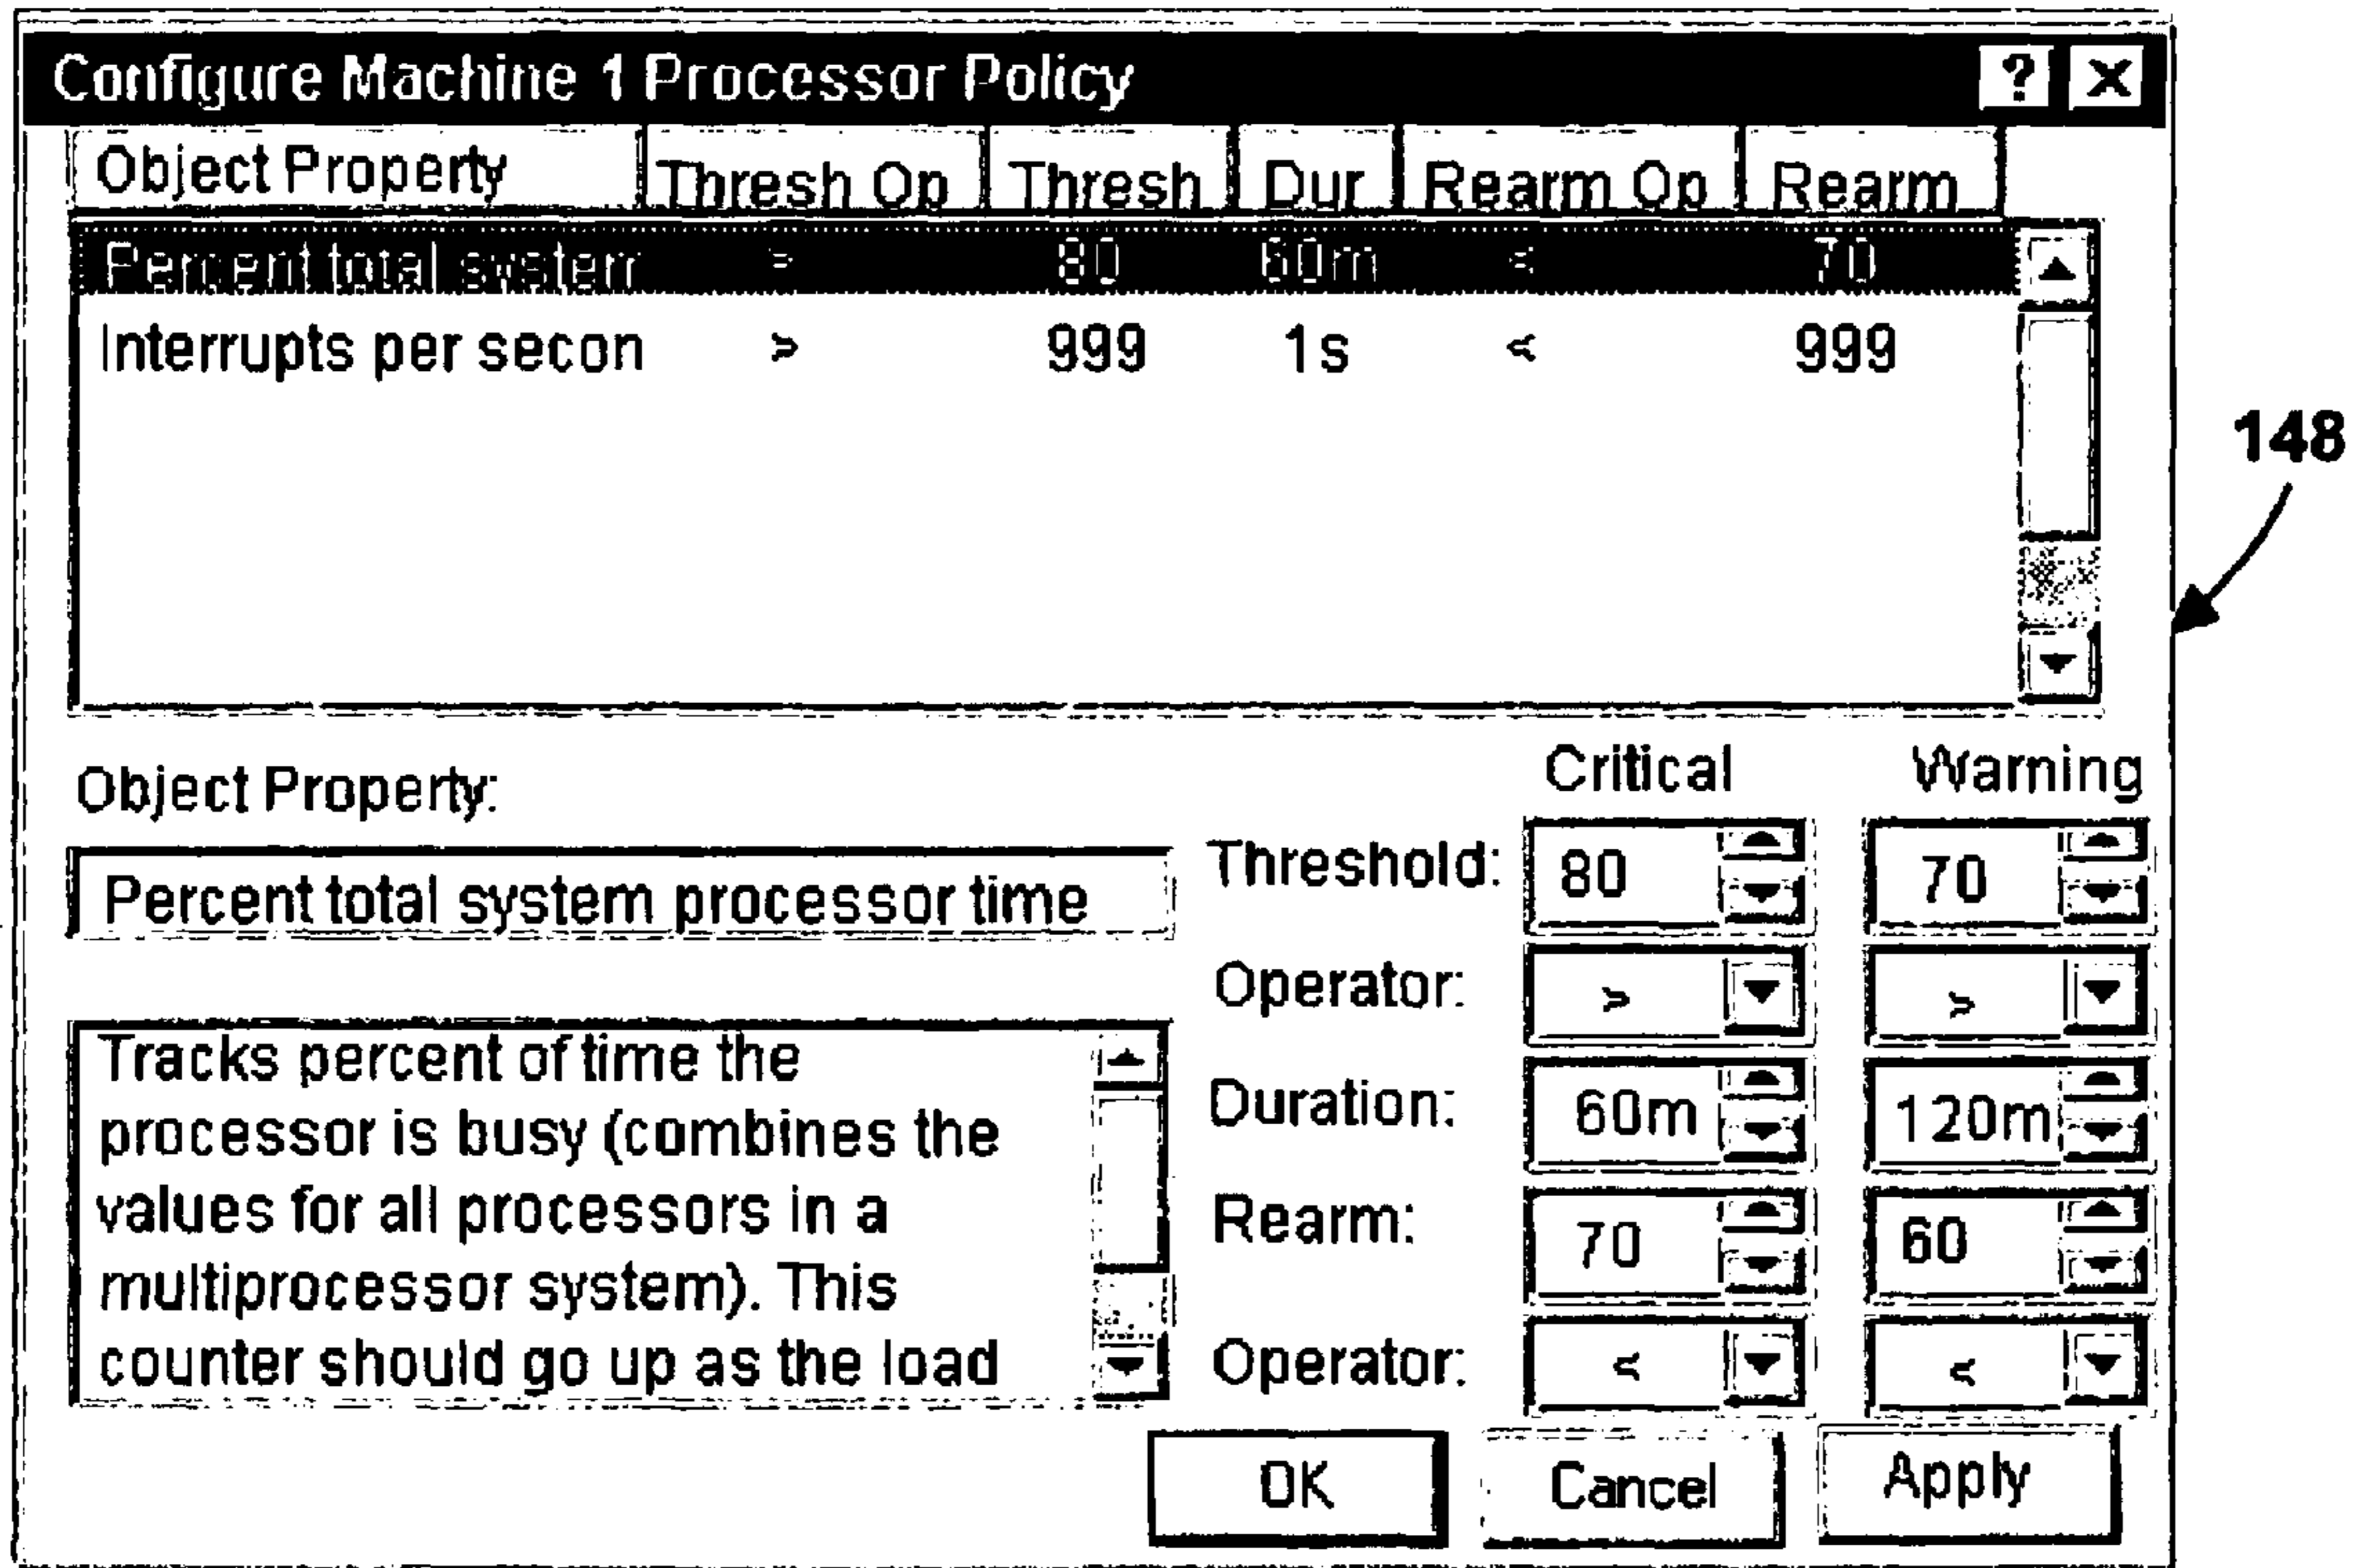 Configure Machine 1 Processor Policy ? X
Object Property Thresh Op Thresh Dur Rearm Op Rearm
Percent total system > 80 60m < 70
Interrupts per secon > 999 1s < 999
148
Critical Warning
Object Property:
Threshold: 80 70
Percent total system processor time
Operator: > >
Tracks percent of time the
processor is busy (combines the
values for all processors in a
multiprocessor system). This
counter should go up as the load
Duration: 60m 120m
Rearm: 70 60
Operator: < <
OK Cancel Apply